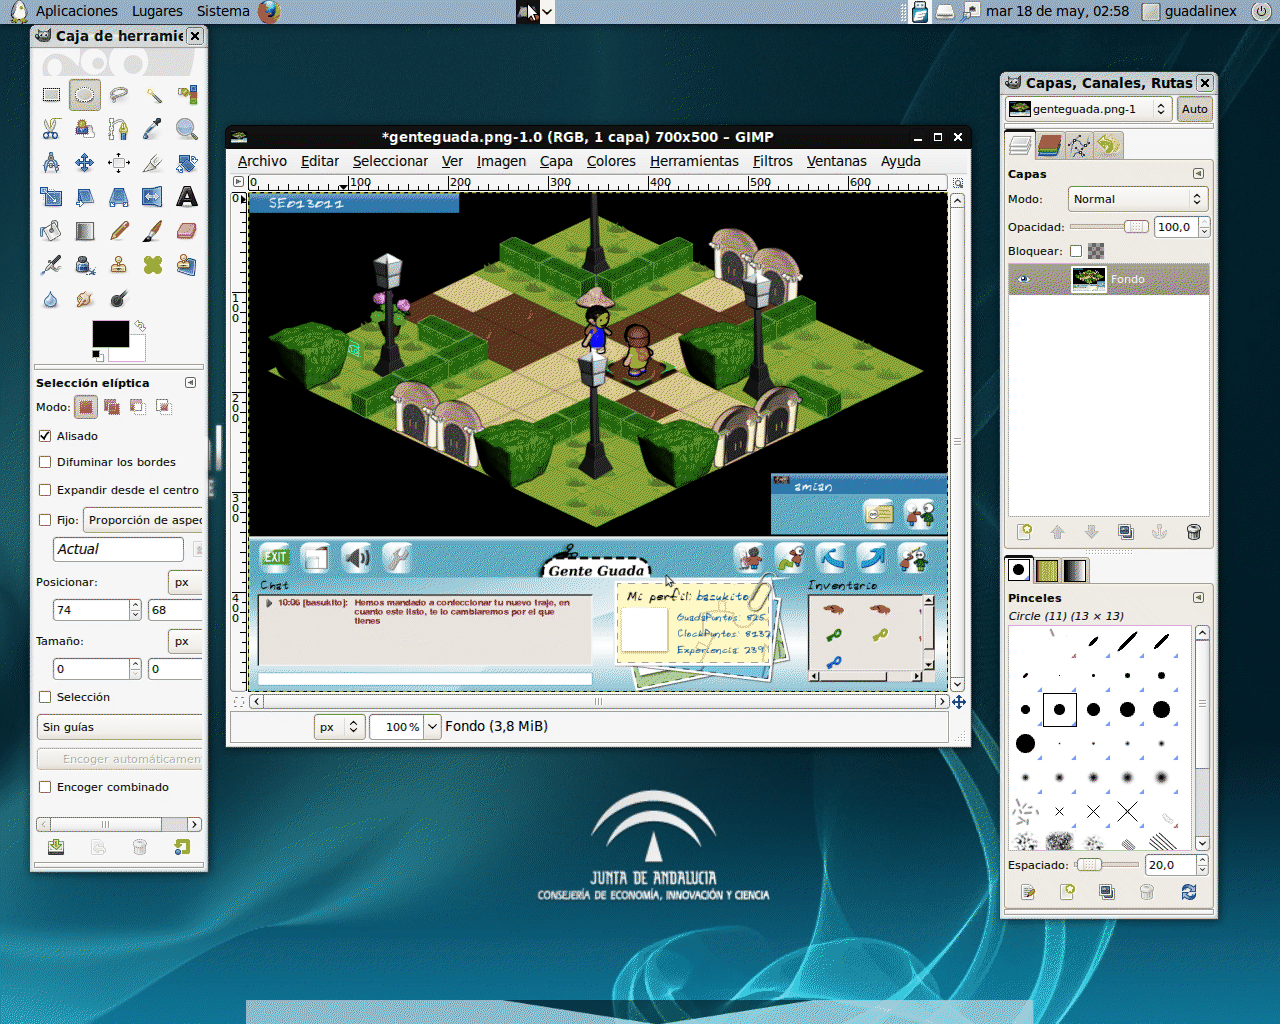 Aplicaciones Lugares Sistema
mar 18 de may, 02:58 guadalinex
Caja de herramie
Selección elíptica
Modo:
Alisado
Difuminar los bordes
Expandir desde el centro
Fijo: Proporción de aspec
Actual
Posicionar: px
74 68
Tamaño: px
0 0
Selección
Sin guías
Encoger automáticamen
Encoger combinado
*genteguada.png-1.0 (RGB, 1 capa) 700x500 – GIMP
Archivo Editar Seleccionar Ver Imagen Capa Colores Herramientas Filtros Ventanas Ayuda
0 100 200 300 400 500 600
0
100
200
300
400
SE013011
amian
EXIT
Gente Guada
Chat
10:06 [basukito]: Hemos mandado a confeccionar tu nuevo traje, en
cuanto este listo, te lo cambiaremos por el que
tienes
Mi perfil: basukito
GuadaPuntos: 625
ClockPuntos: 8137
Experiencia: 2391
Inventario
px 100 % Fondo (3,8 MiB)
JUNTA DE ANDALUCIA
CONSEJERÍA DE ECONOMÍA, INNOVACIÓN Y CIENCIA
Capas, Canales, Rutas
genteguada.png-1 Auto
Capas
Modo: Normal
Opacidad: 100,0
Bloquear:
Fondo
Pinceles
Circle (11) (13 × 13)
Espaciado: 20,0